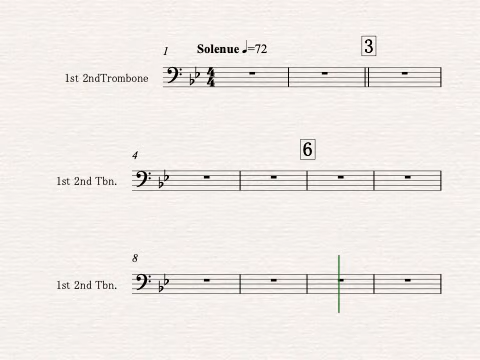 1
Solenue ♩=72
3
1st 2ndTrombone
4
6
1st 2nd Tbn.
8
1st 2nd Tbn.